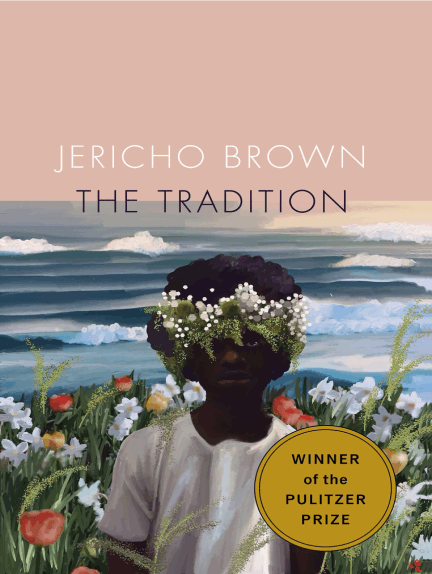 JERICHO BROWN
THE TRADITION
WINNER
of the
PULITZER
PRIZE